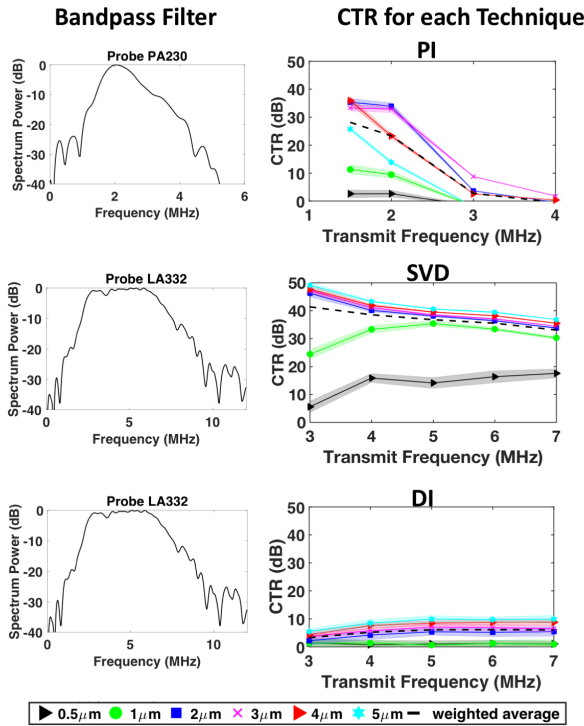 Bandpass Filter
CTR for each Technique
Probe PA230
Spectrum Power (dB)
0
-10
-20
-30
-40
0 2 4 6
Frequency (MHz)
PI
CTR (dB)
50
40
30
20
10
0
1 2 3 4
Transmit Frequency (MHz)
Probe LA332
Spectrum Power (dB)
0
-10
-20
-30
-40
0 5 10
Frequency (MHz)
SVD
CTR (dB)
50
40
30
20
10
0
3 4 5 6 7
Transmit Frequency (MHz)
Probe LA332
Spectrum Power (dB)
0
-10
-20
-30
-40
0 5 10
Frequency (MHz)
DI
CTR (dB)
50
40
30
20
10
0
3 4 5 6 7
Transmit Frequency (MHz)
0.5μm 1μm 2μm 3μm 4μm 5μm weighted average